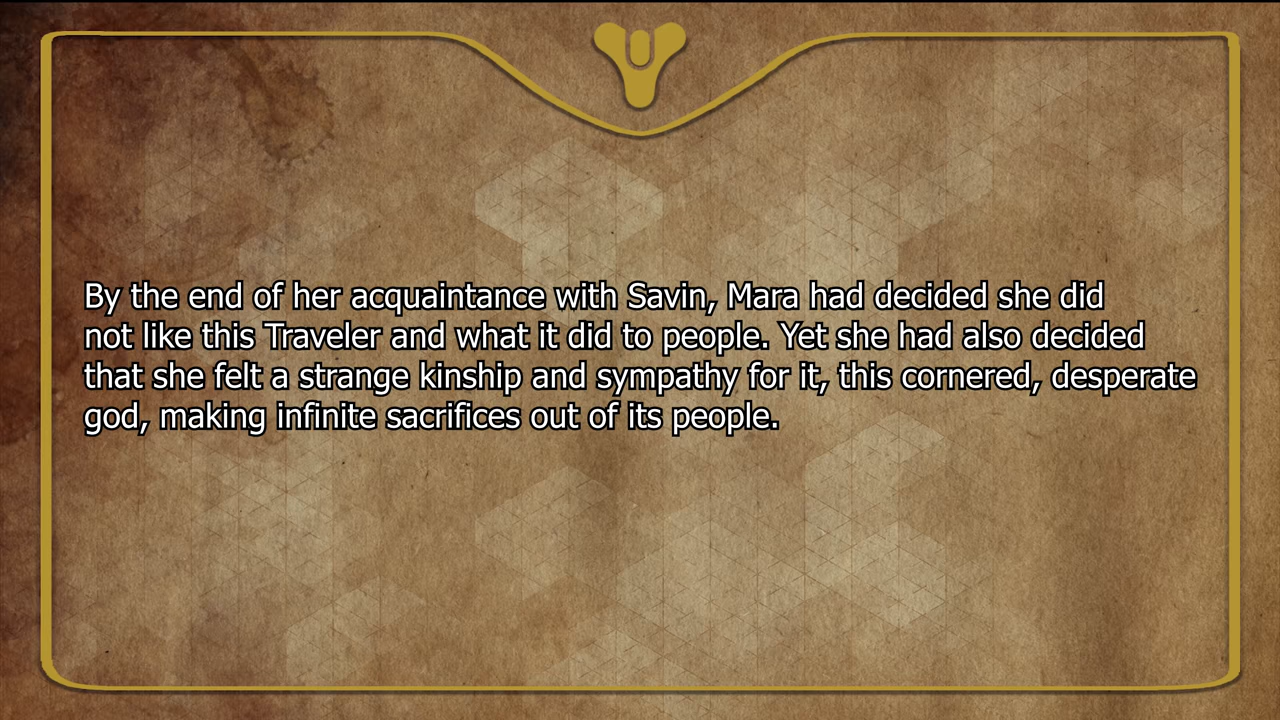 By the end of her acquaintance with Savin, Mara had decided she did
not like this Traveler and what it did to people. Yet she had also decided
that she felt a strange kinship and sympathy for it, this cornered, desperate
god, making infinite sacrifices out of its people.